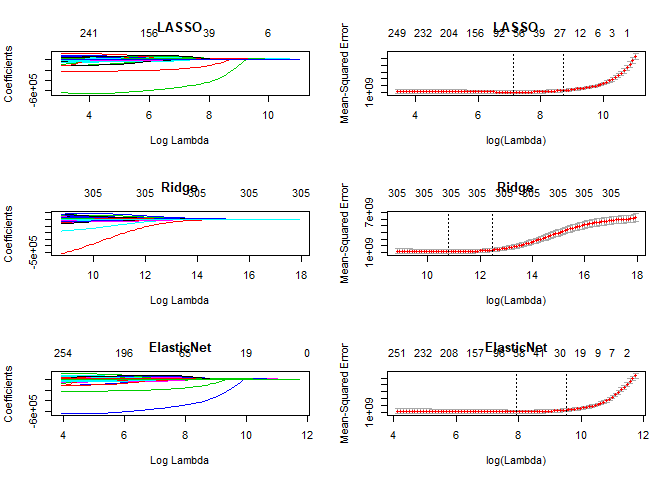 LASSO
241 156 39 6
Coefficients
-6e+05
4 6 8 10
Log Lambda
LASSO
249 232 204 156 92 39 27 12 6 3 1
Mean-Squared Error
1e+09
4 6 8 10
log(Lambda)
Ridge
305 305 305 305 305
Coefficients
-5e+05
10 12 14 16 18
Log Lambda
Ridge
305 305 305 305 305 305 305 305 305
Mean-Squared Error
1e+09 7e+09
10 12 14 16 18
log(Lambda)
ElasticNet
254 196 65 19 0
Coefficients
-6e+05
4 6 8 10 12
Log Lambda
ElasticNet
251 232 208 157 96 41 30 19 9 7 2
Mean-Squared Error
1e+09
4 6 8 10 12
log(Lambda)